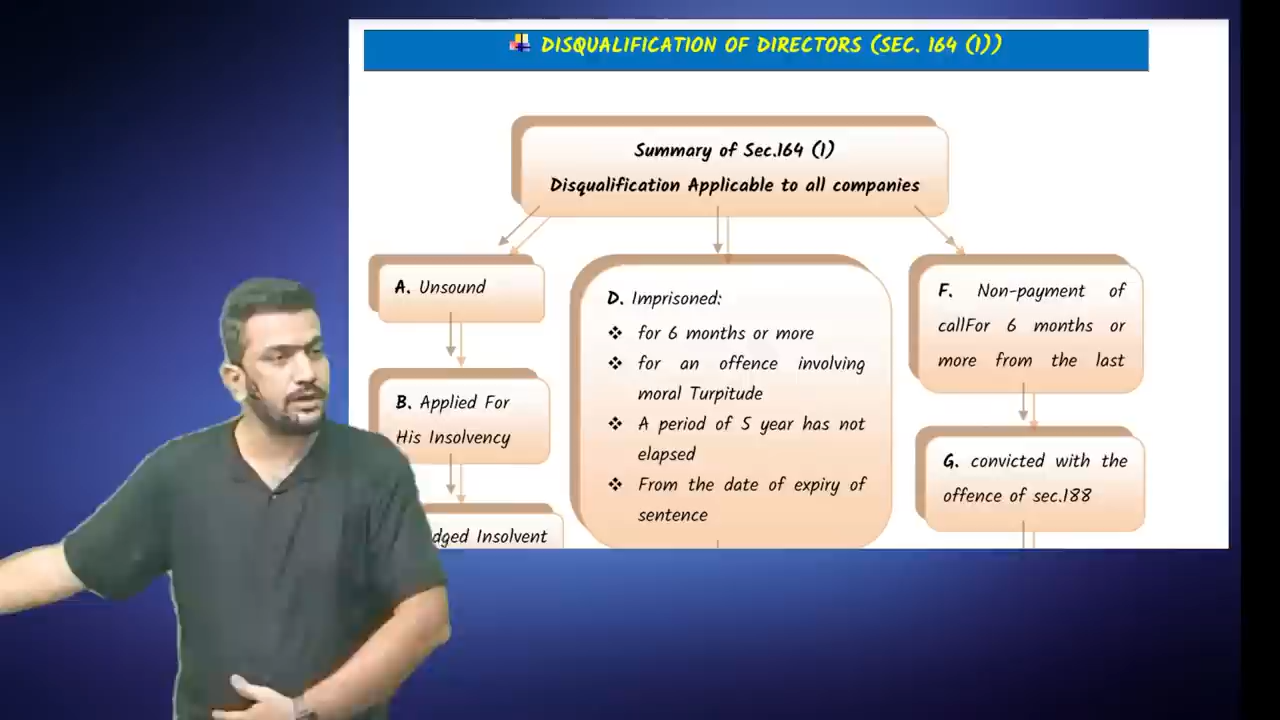 DISQUALIFICATION OF DIRECTORS (SEC. 164 (1))
Summary of Sec.164 (1)
Disqualification Applicable to all companies
A. Unsound
B. Applied For
His Insolvency
Insolvent
D. Imprisoned:
❖ for 6 months or more
❖ for an offence involving
moral Turpitude
❖ A period of 5 year has not
elapsed
❖ From the date of expiry of
sentence
F. Non-payment of
callFor 6 months or
more from the last
G. convicted with the
offence of sec.188